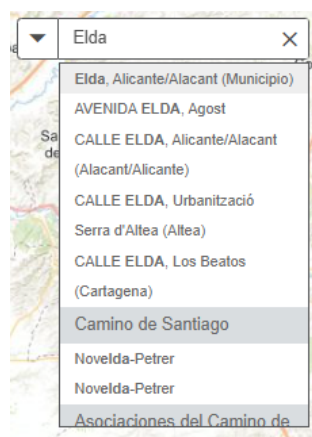 Elda
Elda, Alicante/Alacant (Municipio)
AVENIDA ELDA, Agost
CALLE ELDA, Alicante/Alacant
(Alacant/Alicante)
CALLE ELDA, Urbanització
Serra d'Altea (Altea)
CALLE ELDA, Los Beatos
(Cartagena)
Camino de Santiago
Novelda-Petrer
Novelda-Petrer
Asociaciones del Camino de